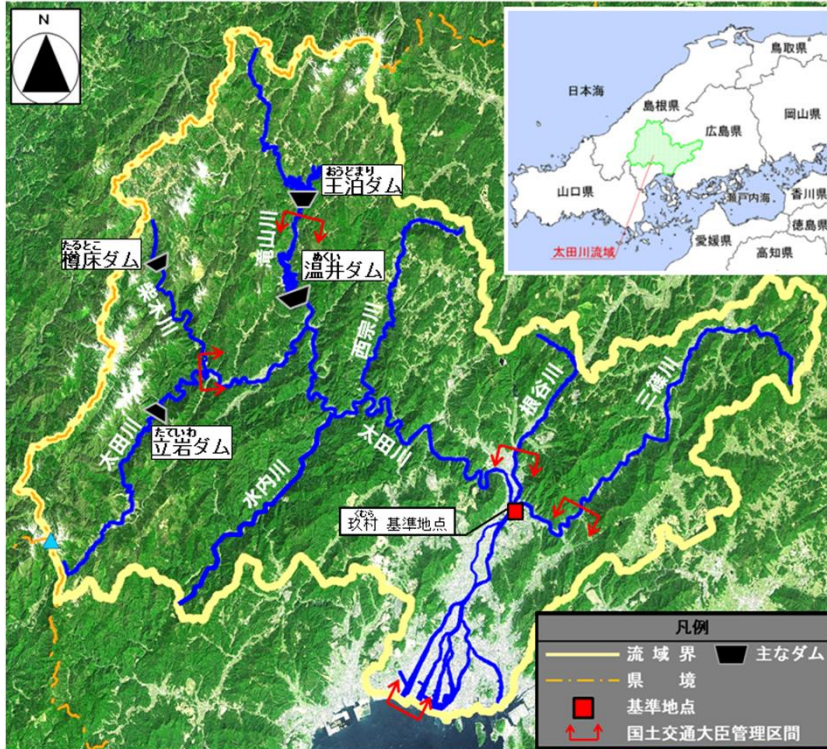 N
日本海
鳥取県
島根県
岡山県
広島県
山口県
瀬戸内海
香川県
愛媛県
徳島県
高知県
太田川流域
おうどまり
王泊ダム
滝山川
ぬくい
温井ダム
たるとこ
樽床ダム
柴木川
西宗川
根谷川
三篠川
太田川
たていわ
立岩ダム
太田川
水内川
くむら
玖村 基準地点
凡例
流域界
主なダム
県境
基準地点
国土交通大臣管理区間